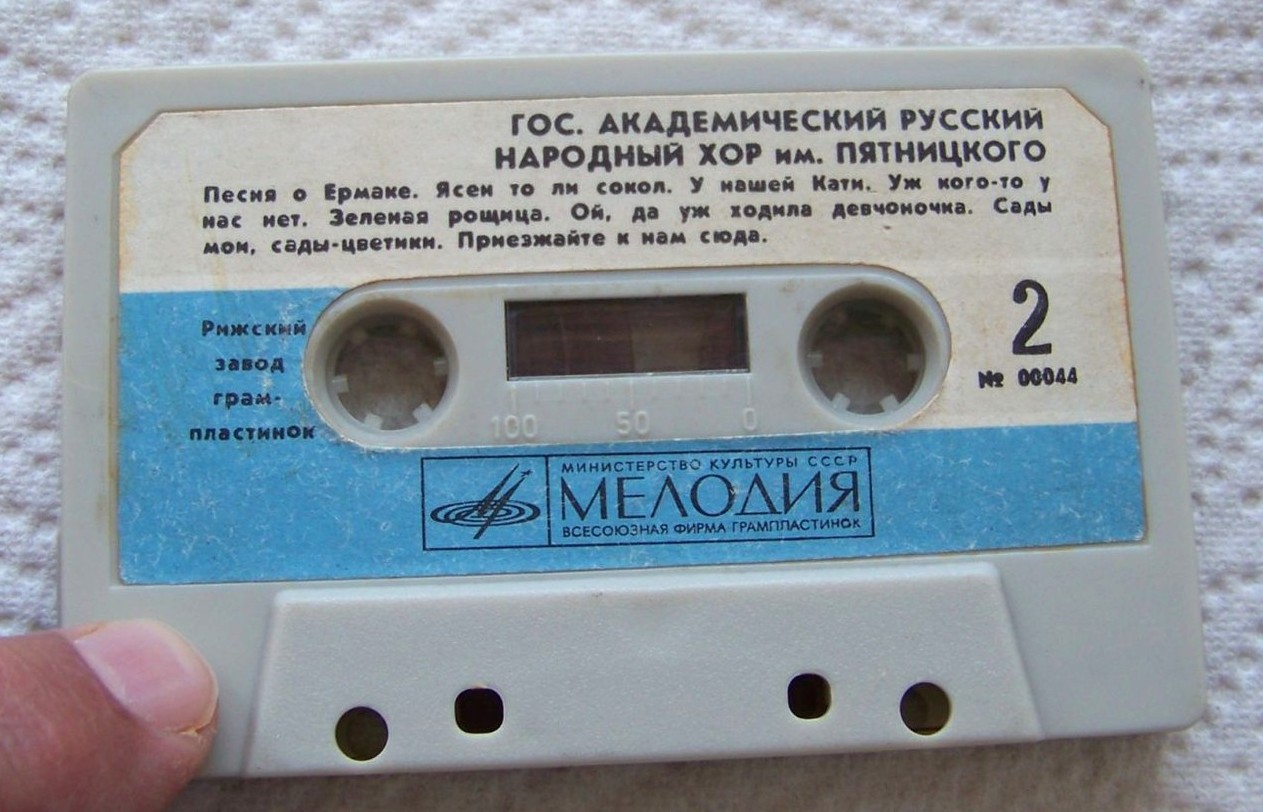 ГОС. АКАДЕМИЧЕСКИЙ РУССКИЙ
НАРОДНЫЙ ХОР им. ПЯТНИЦКОГО
Песня о Ермаке. Ясен то ли сокол. У нашей Кати. Уж кого-то у
нас нет. Зеленая рощица. Ой, да уж ходила девчоночка. Сады
мои, сады-цветики. Приезжайте к нам сюда.
Рижский
завод
грам-
пластинок
2
№ 00044
100 50 0
МИНИСТЕРСТВО КУЛЬТУРЫ СССР
МЕЛОДИЯ
ВСЕСОЮЗНАЯ ФИРМА ГРАМПЛАСТИНОК